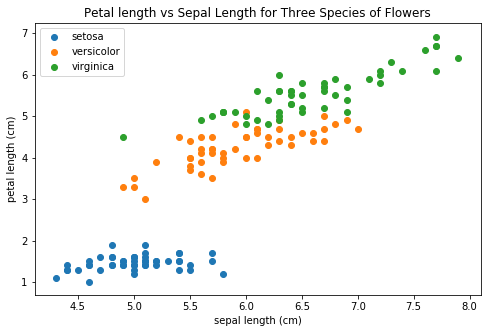 Petal length vs Sepal Length for Three Species of Flowers
setosa
versicolor
virginica
petal length (cm)
7
6
5
4
3
2
1
4.5 5.0 5.5 6.0 6.5 7.0 7.5 8.0
sepal length (cm)